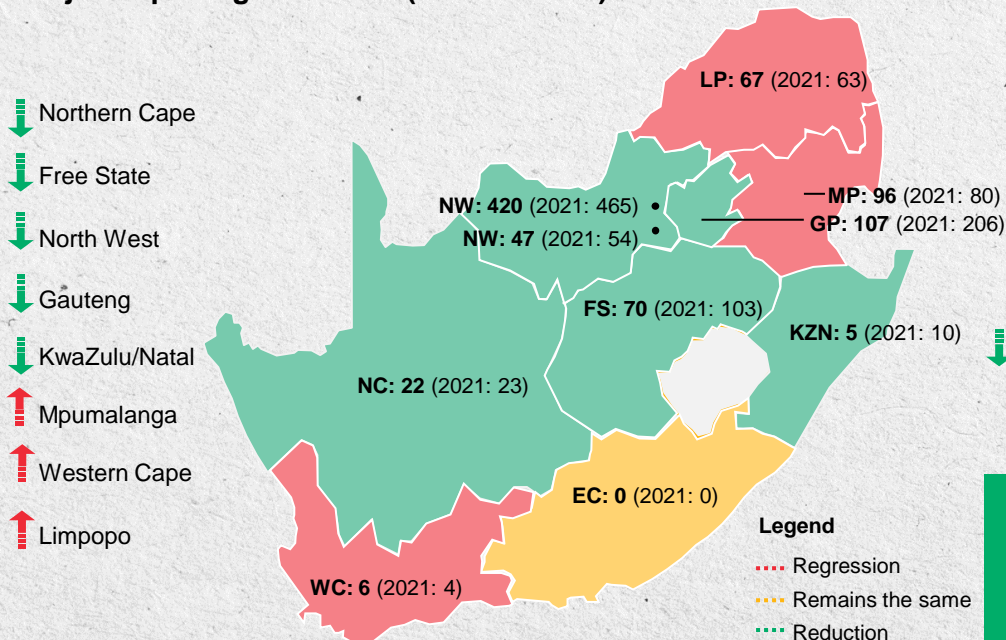 Northern Cape
Free State
North West
Gauteng
KwaZulu/Natal
Mpumalanga
Western Cape
Limpopo
LP: 67 (2021: 63)
MP: 96 (2021: 80)
GP: 107 (2021: 206)
NW: 420 (2021: 465)
NW: 47 (2021: 54)
FS: 70 (2021: 103)
KZN: 5 (2021: 10)
NC: 22 (2021: 23)
EC: 0 (2021: 0)
WC: 6 (2021: 4)
Legend
Regression
Remains the same
Reduction